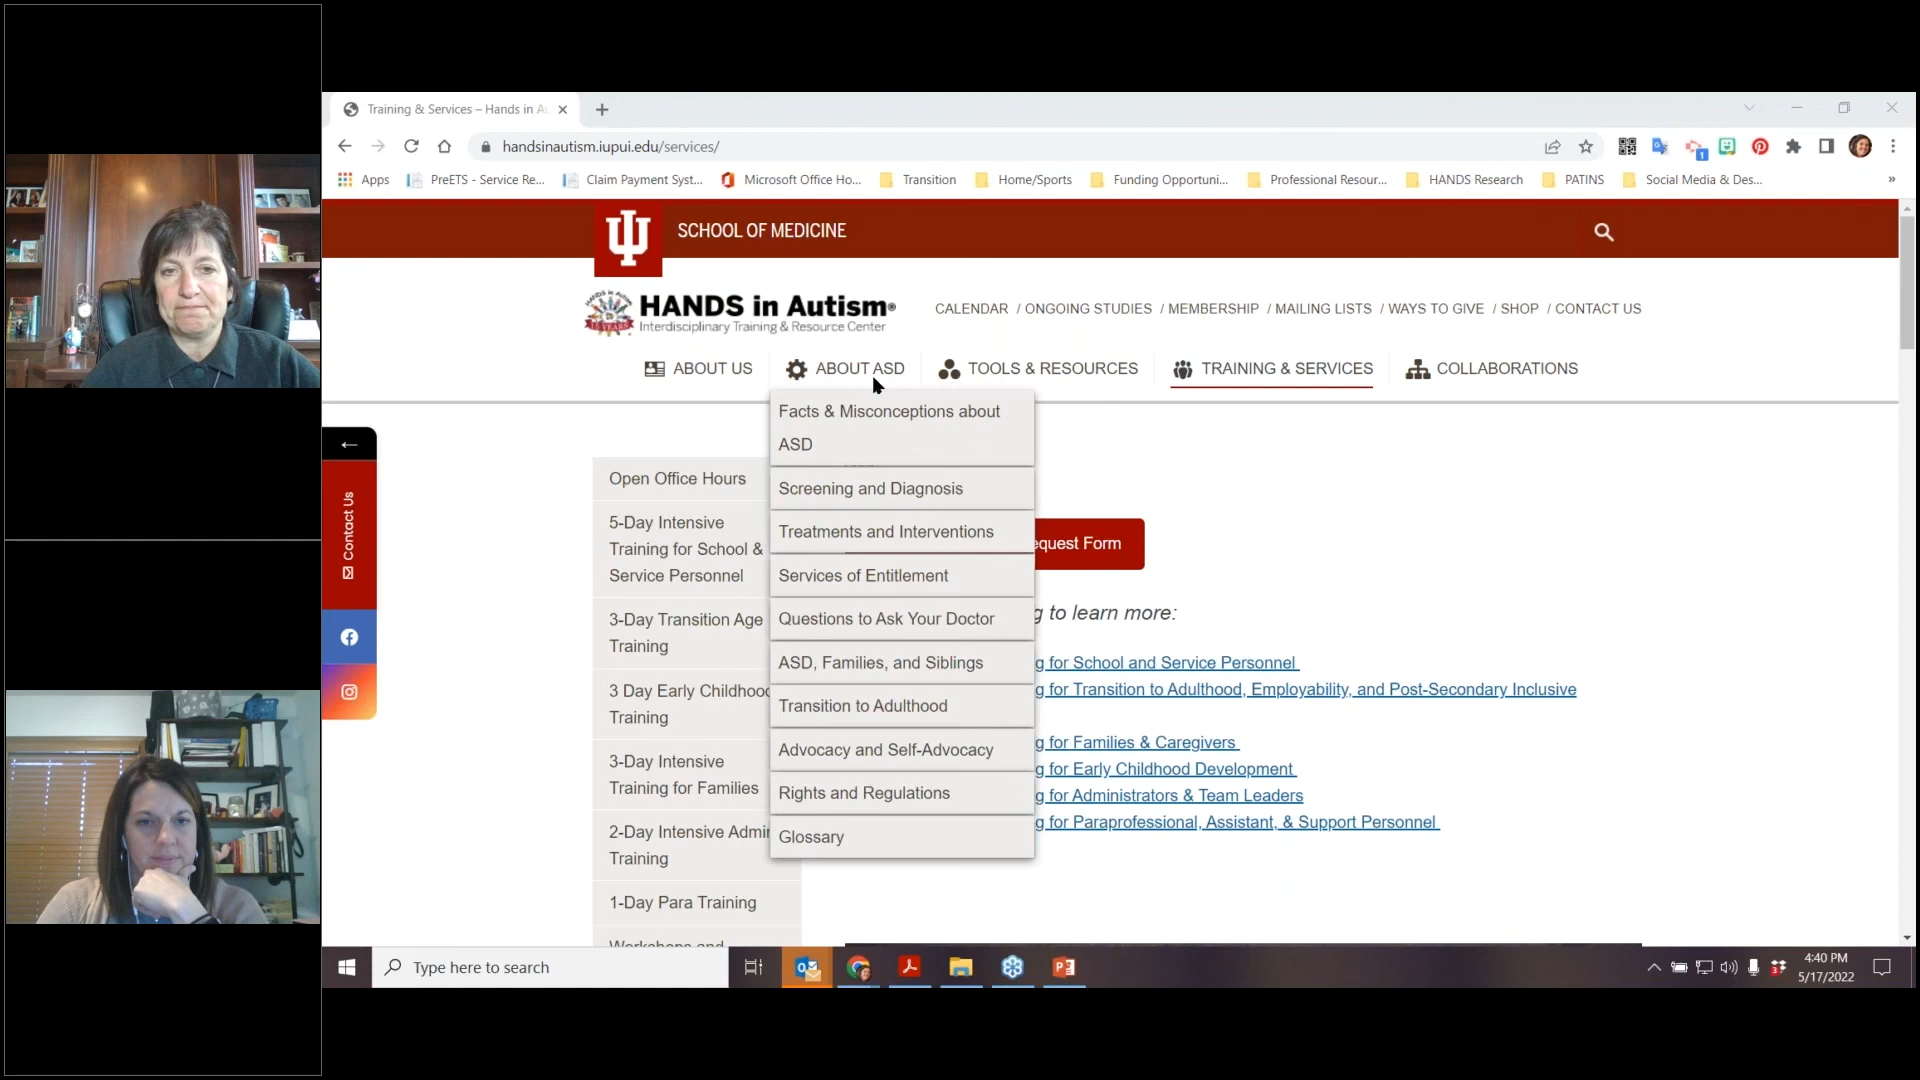 Training & Services – Hands in Au
handsinautism.iupui.edu/services/
Apps
PreETS - Service Re...
Claim Payment Syst...
Microsoft Office Ho...
Transition
Home/Sports
Funding Opportuni...
Professional Resour...
HANDS Research
PATINS
Social Media & Des...
»
SCHOOL OF MEDICINE
HANDS in Autism®
Interdisciplinary Training & Resource Center
CALENDAR / ONGOING STUDIES / MEMBERSHIP / MAILING LISTS / WAYS TO GIVE / SHOP / CONTACT US
ABOUT US
ABOUT ASD
TOOLS & RESOURCES
TRAINING & SERVICES
COLLABORATIONS
Contact Us
Open Office Hours
5-Day Intensive
Training for School &
Service Personnel
3-Day Transition Age
Training
3 Day Early Childhood
Training
3-Day Intensive
Training for Families
2-Day Intensive Admin
Training
1-Day Para Training
Workshops and
Facts & Misconceptions about
ASD
Screening and Diagnosis
Treatments and Interventions
Services of Entitlement
Questions to Ask Your Doctor
ASD, Families, and Siblings
Transition to Adulthood
Advocacy and Self-Advocacy
Rights and Regulations
Glossary
quest Form
g to learn more:
g for School and Service Personnel
g for Transition to Adulthood, Employability, and Post-Secondary Inclusive
g for Families & Caregivers
g for Early Childhood Development
g for Administrators & Team Leaders
g for Paraprofessional, Assistant, & Support Personnel
Type here to search
4:40 PM
5/17/2022